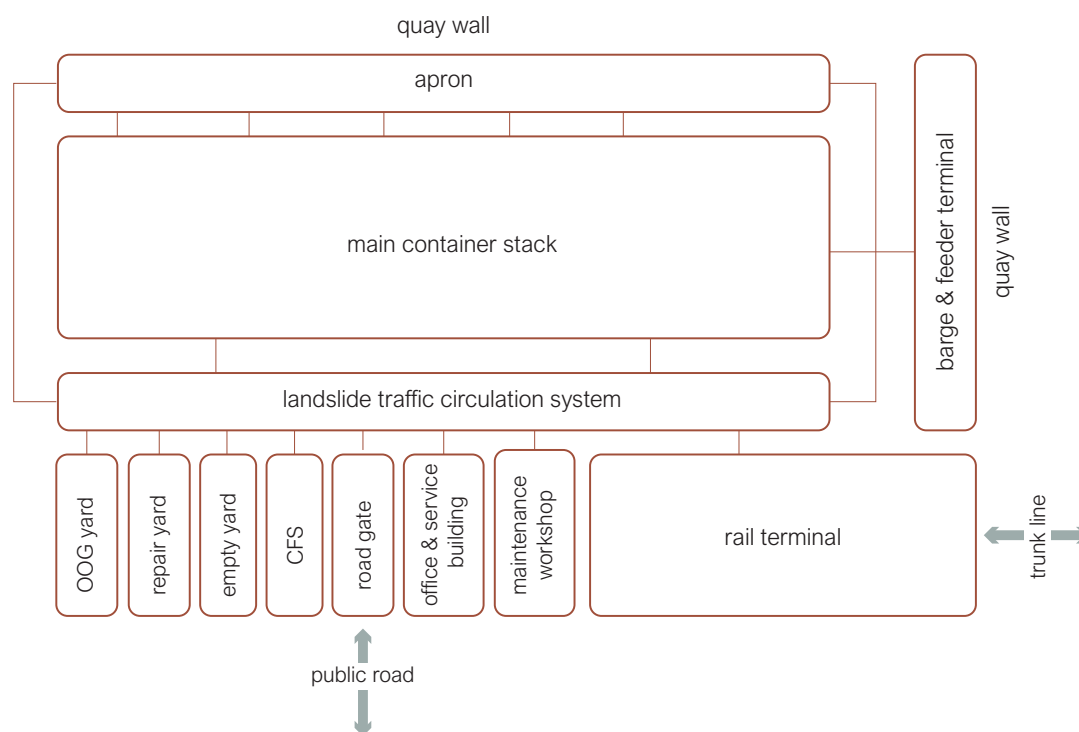 quay wall
apron
main container stack
barge & feeder terminal
quay wall
landslide traffic circulation system
OOG yard
repair yard
empty yard
CFS
road gate
office & service
building
maintenance
workshop
rail terminal
trunk line
public road